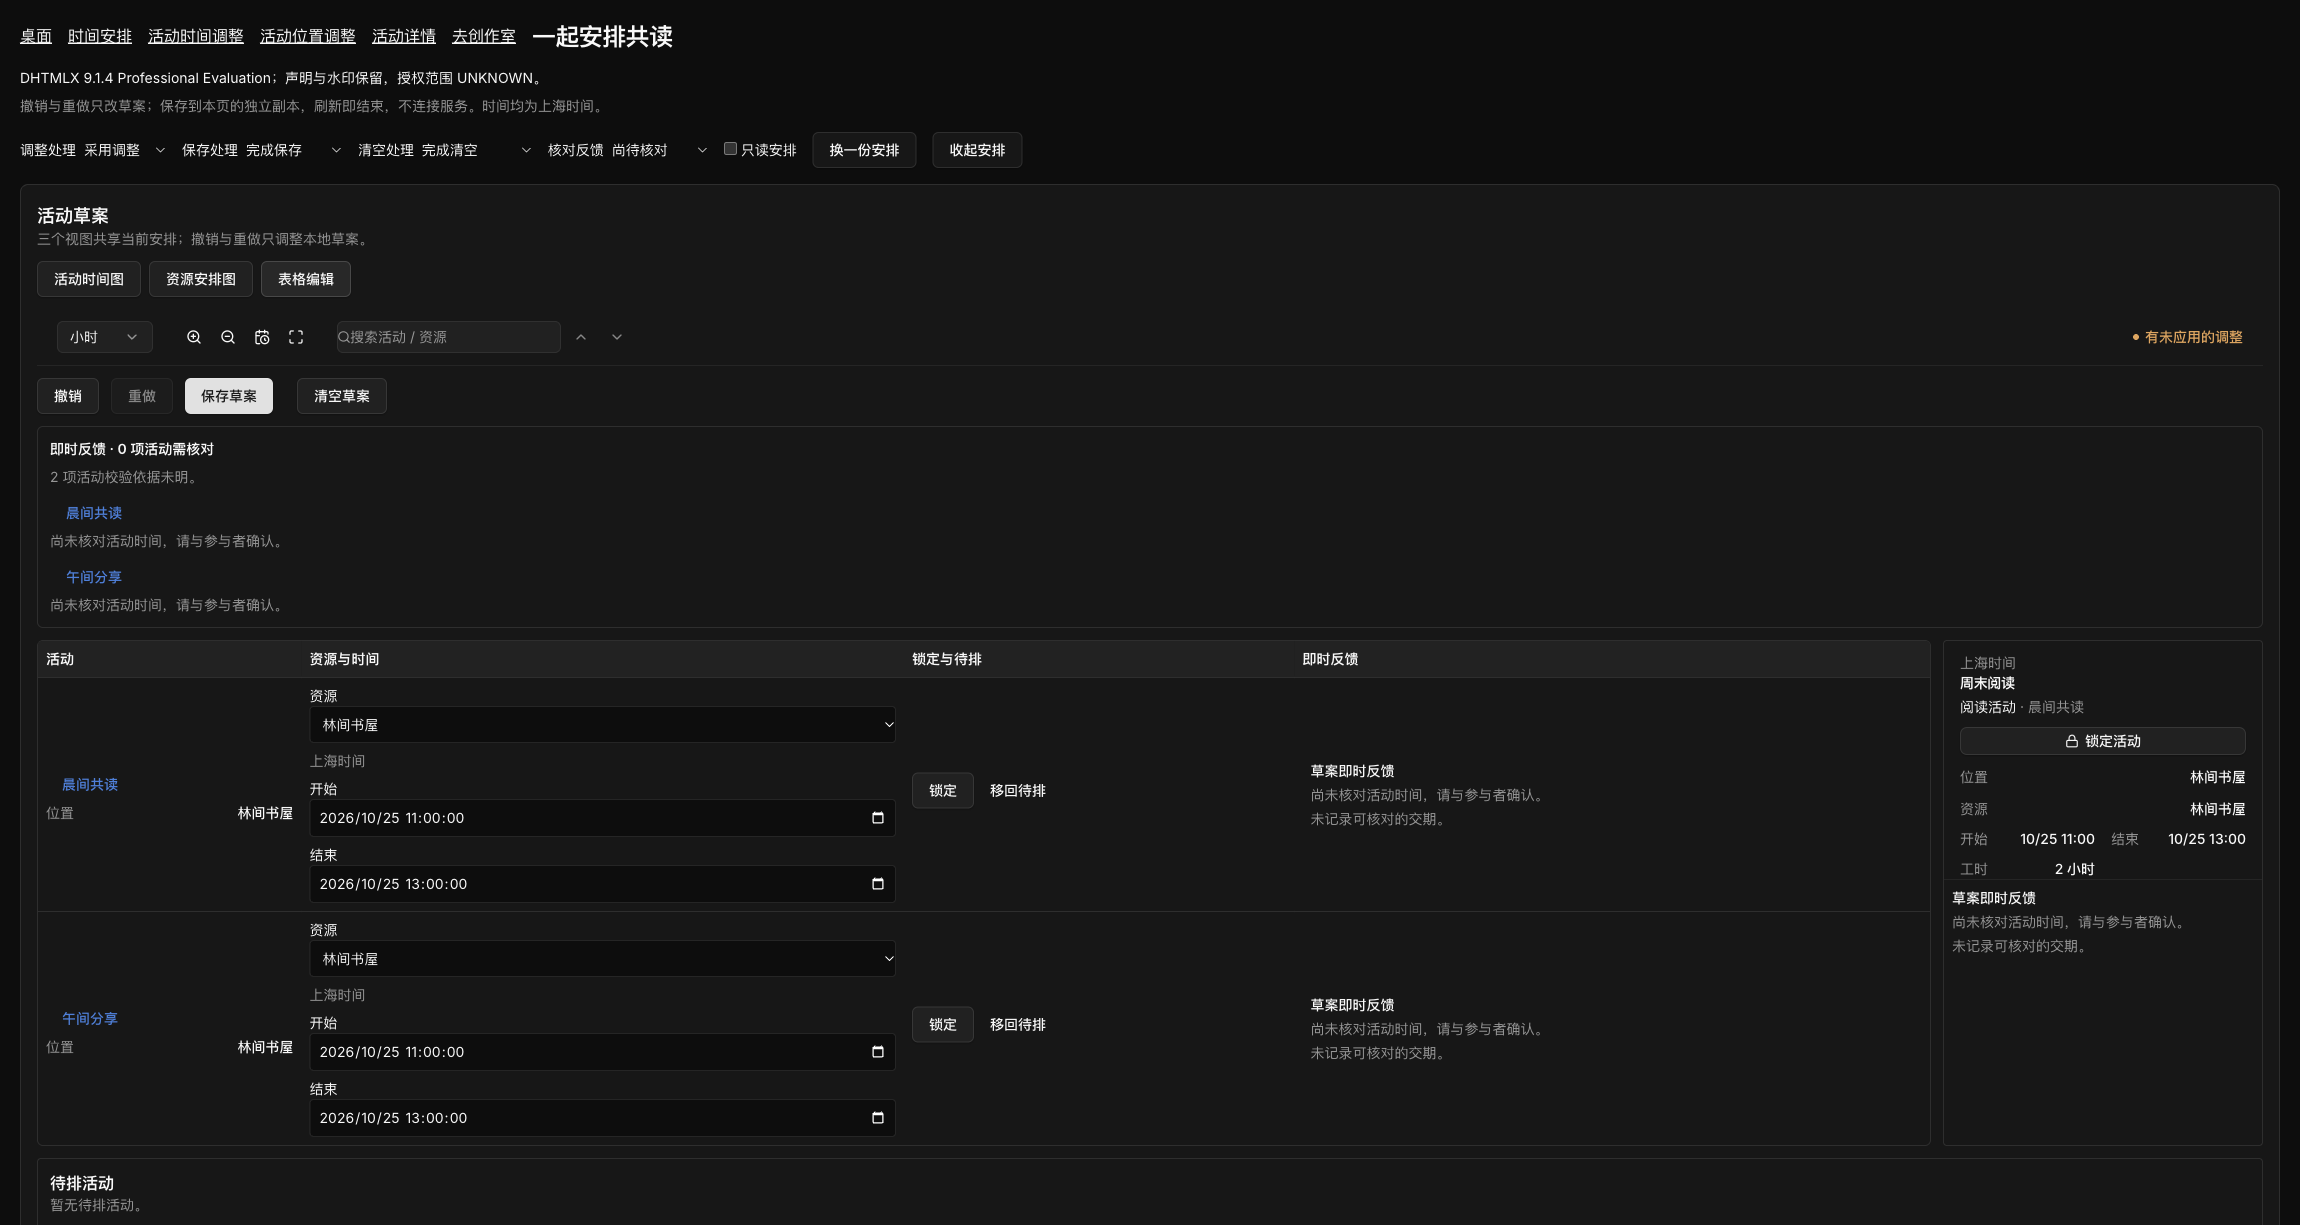 桌面 时间安排 活动时间调整 活动位置调整 活动详情 去创作室 一起安排共读
DHTMLX 9.1.4 Professional Evaluation；声明与水印保留，授权范围 UNKNOWN。
撤销与重做只改草案；保存到本页的独立副本，刷新即结束，不连接服务。时间均为上海时间。
调整处理 采用调整 保存处理 完成保存 清空处理 完成清空 核对反馈 尚待核对 只读安排 换一份安排 收起安排
活动草案
三个视图共享当前安排；撤销与重做只调整本地草案。
活动时间图 资源安排图 表格编辑
小时 搜索活动 / 资源 有未应用的调整
撤销 重做 保存草案 清空草案
即时反馈 · 0 项活动需核对
2 项活动校验依据未明。
晨间共读
尚未核对活动时间，请与参与者确认。
午间分享
尚未核对活动时间，请与参与者确认。
活动 资源与时间 锁定与待排 即时反馈
晨间共读
位置 林间书屋
资源
林间书屋
上海时间
开始
2026/10/25 11:00:00
结束
2026/10/25 13:00:00
锁定 移回待排
草案即时反馈
尚未核对活动时间，请与参与者确认。
未记录可核对的交期。
午间分享
位置 林间书屋
资源
林间书屋
上海时间
开始
2026/10/25 11:00:00
结束
2026/10/25 13:00:00
锁定 移回待排
草案即时反馈
尚未核对活动时间，请与参与者确认。
未记录可核对的交期。
上海时间
周末阅读
阅读活动 · 晨间共读
锁定活动
位置 林间书屋
资源 林间书屋
开始 10/25 11:00 结束 10/25 13:00
工时 2 小时
草案即时反馈
尚未核对活动时间，请与参与者确认。
未记录可核对的交期。
待排活动
暂无待排活动。